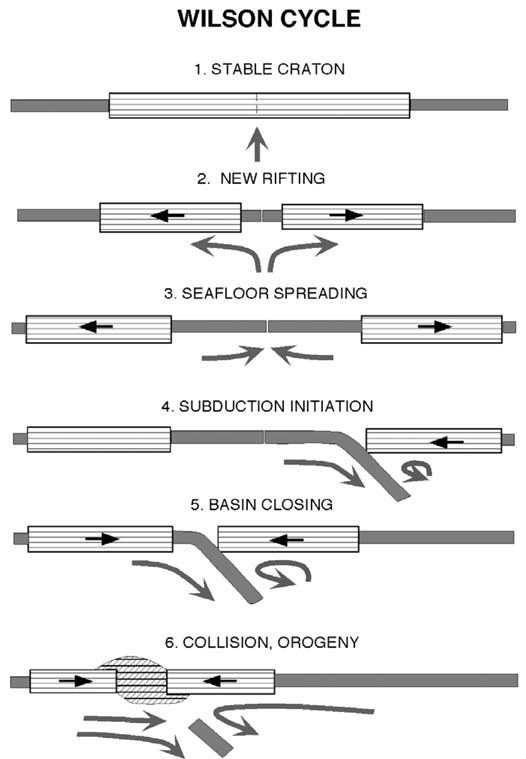 WILSON CYCLE
1. STABLE CRATON
2. NEW RIFTING
3. SEAFLOOR SPREADING
4. SUBDUCTION INITIATION
5. BASIN CLOSING
6. COLLISION, OROGENY